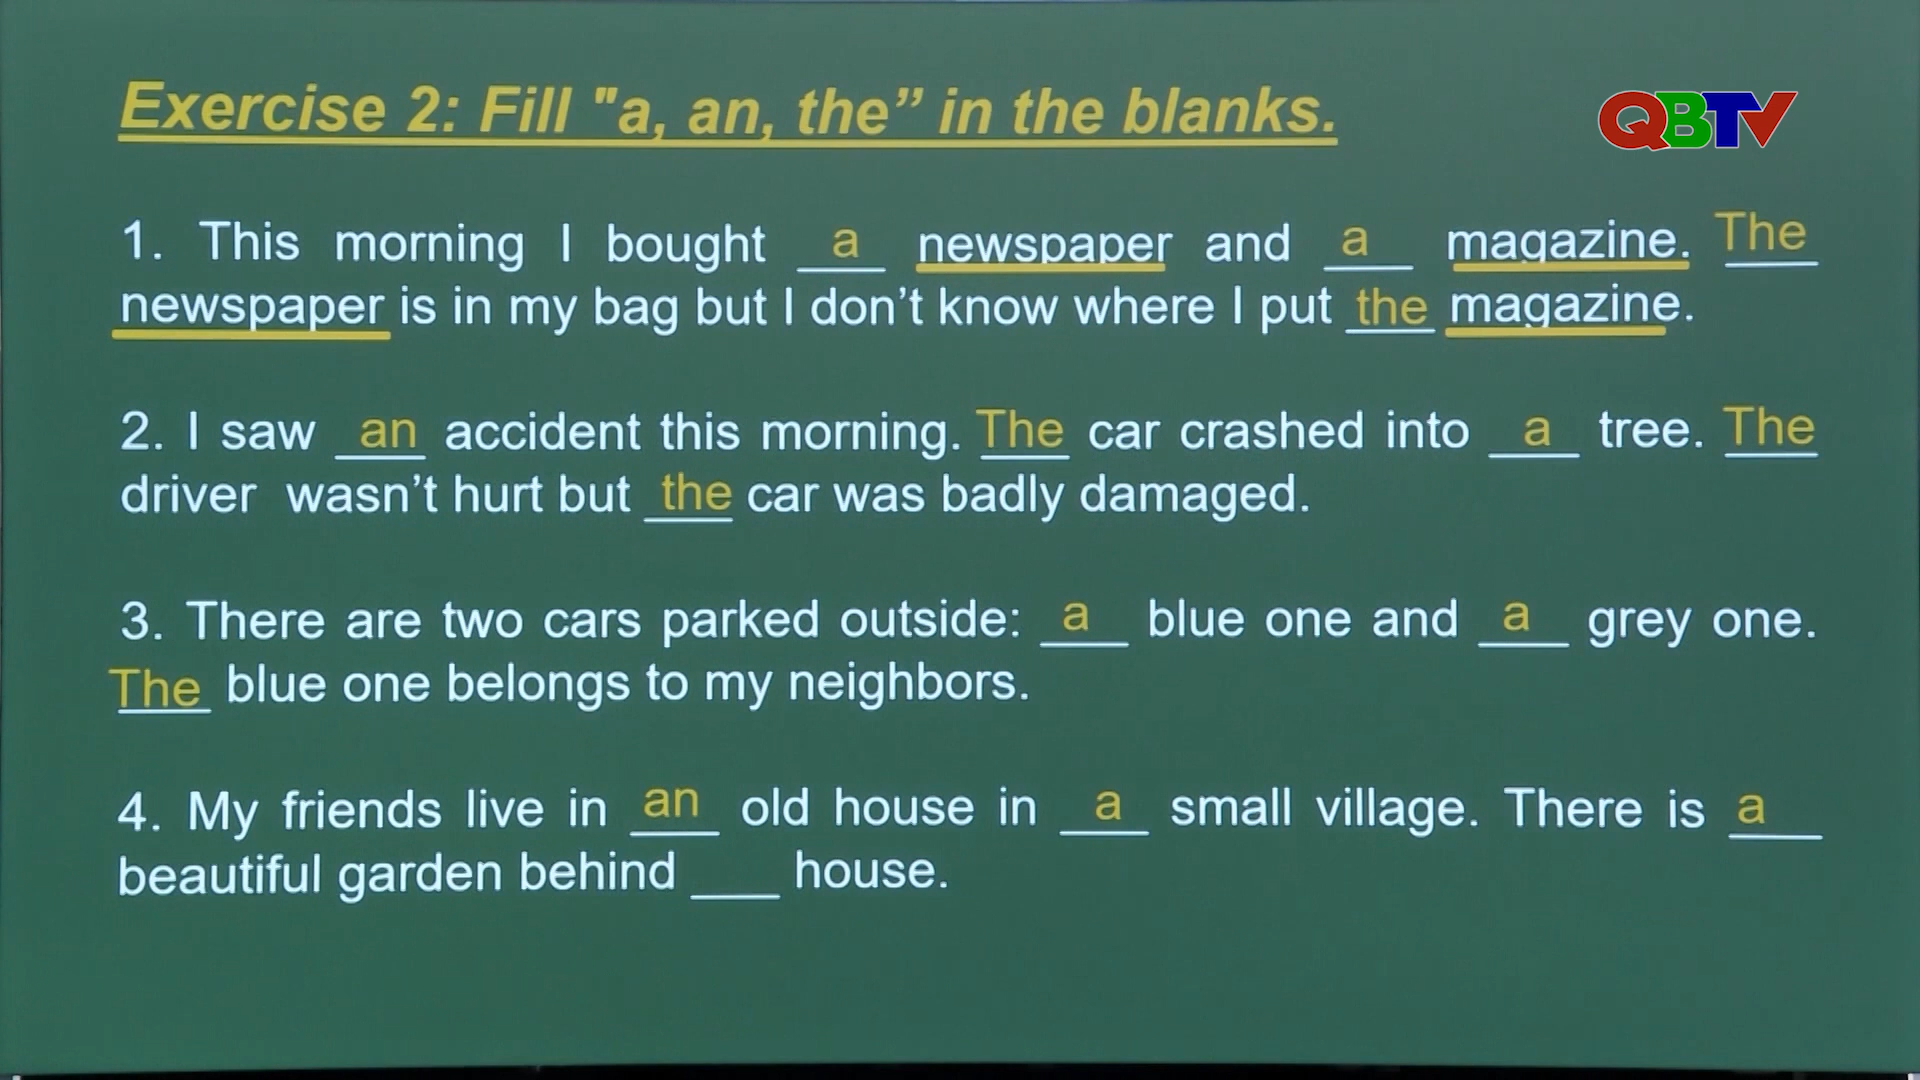 Exercise 2: Fill "a, an, the” in the blanks.
QBTV
1. This morning I bought a newspaper and a magazine. The
newspaper is in my bag but I don’t know where I put the magazine.
2. I saw an accident this morning. The car crashed into a tree. The
driver wasn’t hurt but the car was badly damaged.
3. There are two cars parked outside: a blue one and a grey one.
The blue one belongs to my neighbors.
4. My friends live in an old house in a small village. There is a
beautiful garden behind ___ house.